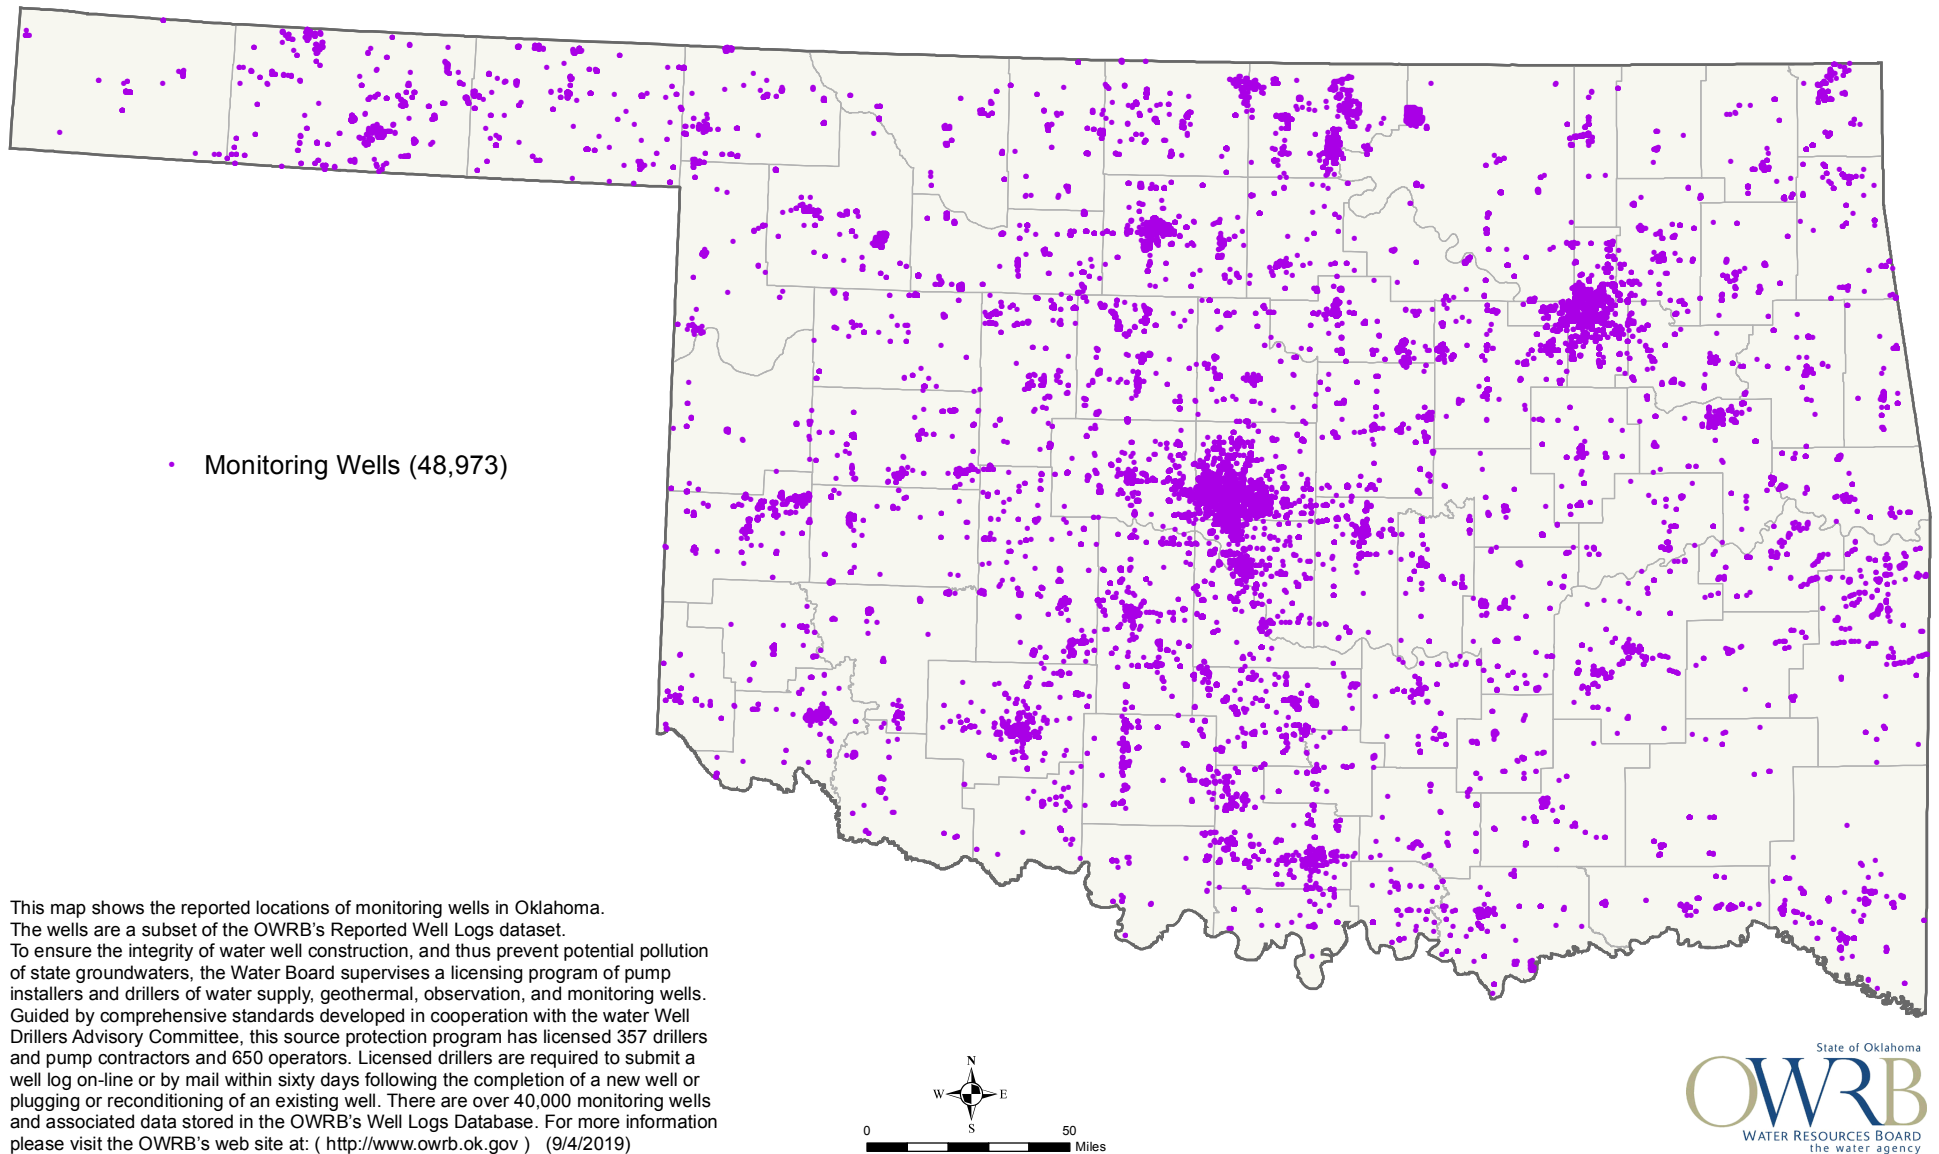 Monitoring Wells (48,973)
This map shows the reported locations of monitoring wells in Oklahoma.
The wells are a subset of the OWRB's Reported Well Logs dataset.
To ensure the integrity of water well construction, and thus prevent potential pollution
of state groundwaters, the Water Board supervises a licensing program of pump
installers and drillers of water supply, geothermal, observation, and monitoring wells.
Guided by comprehensive standards developed in cooperation with the water Well
Drillers Advisory Committee, this source protection program has licensed 357 drillers
and pump contractors and 650 operators. Licensed drillers are required to submit a
well log on-line or by mail within sixty days following the completion of a new well or
plugging or reconditioning of an existing well. There are over 40,000 monitoring wells
and associated data stored in the OWRB's Well Logs Database. For more information
please visit the OWRB's web site at: ( http://www.owrb.ok.gov ) (9/4/2019)
N
W E
S
0 50
Miles
State of Oklahoma
OWRB
WATER RESOURCES BOARD
the water agency